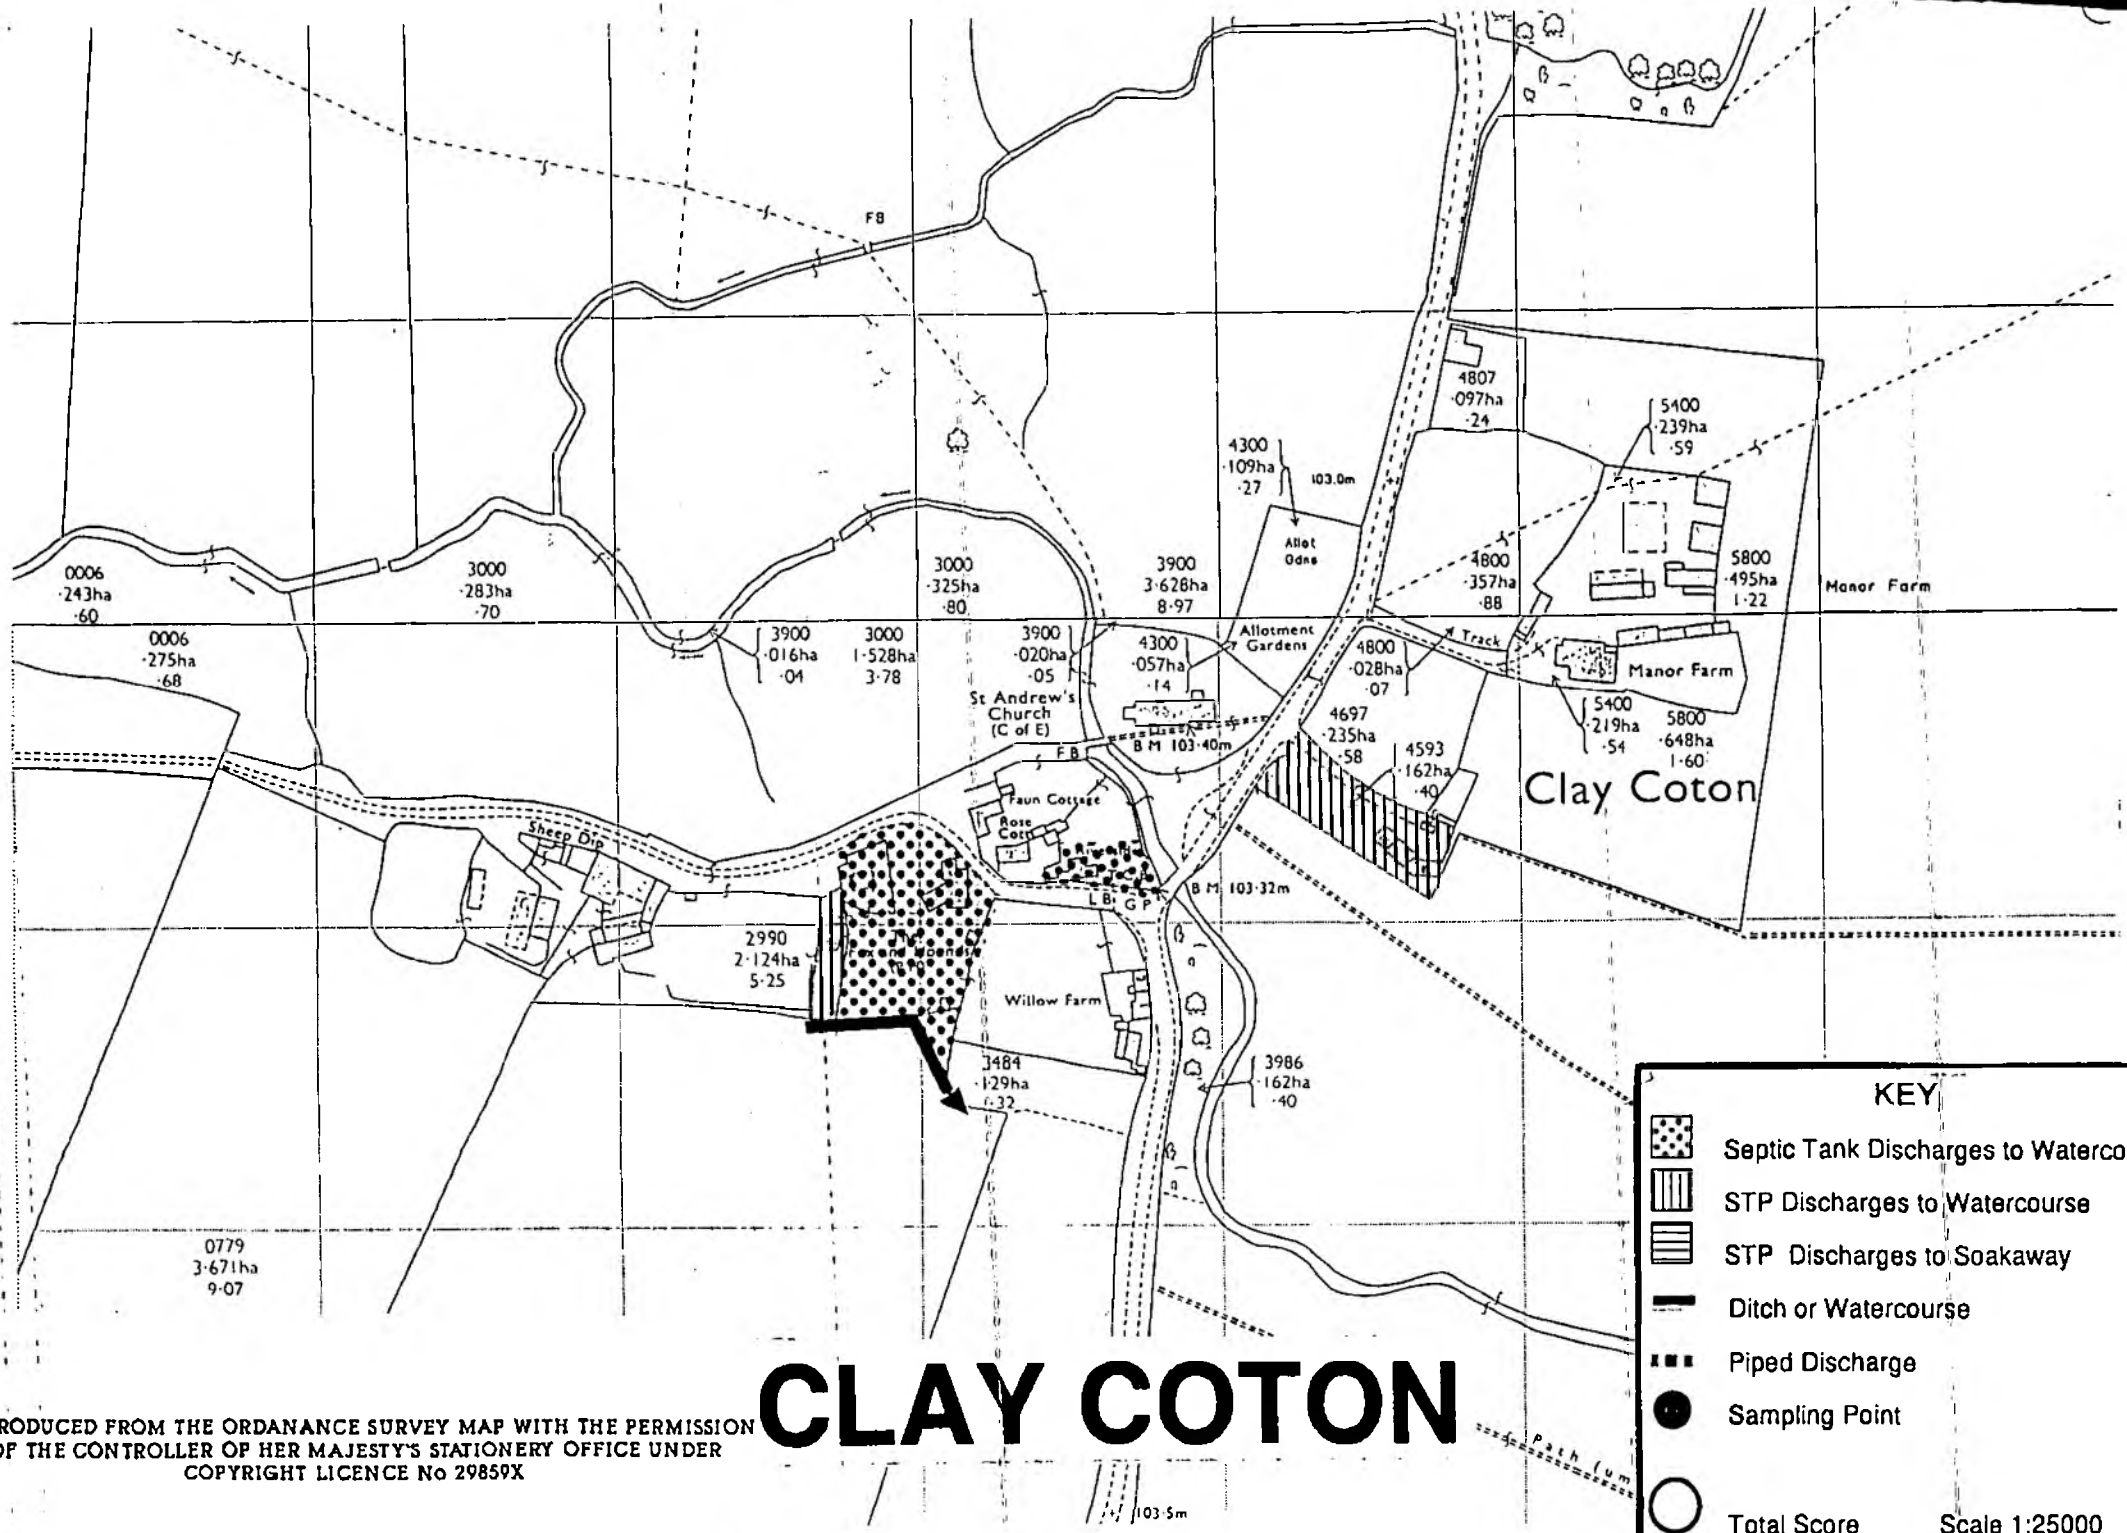 F B
4807
·097ha
·24
5400
·239ha
·59
4300
·109ha
·27
103.0m
Allot
Gdns
0006
·243ha
·60
3000
·283ha
·70
3000
·325ha
·80
3900
3·628ha
8·97
4800
·357ha
·88
5800
·495ha
1·22
Manor Farm
0006
·275ha
·68
3900
·016ha
·04
3000
1·528ha
3·78
3900
·020ha
·05
4300
·057ha
·14
Allotment
Gardens
4800
·028ha
·07
Track
Manor Farm
St Andrew's
Church
(C of E)
B M 103·40m
F B
4697
·235ha
·58
4593
·162ha
·40
5400
·219ha
·54
5800
·648ha
1·60
Clay Coton
Faun Cottage
Rose
Cott
Sheep Dip
L B
G P
B M 103·32m
2990
2·124ha
5·25
Willow Farm
3484
·129ha
·32
3986
·162ha
·40
0779
3·671ha
9·07
KEY
Septic Tank Discharges to Waterco
STP Discharges to Watercourse
STP Discharges to Soakaway
Ditch or Watercourse
Piped Discharge
Sampling Point
Total Score
Scale 1:25000
CLAY COTON
RODUCED FROM THE ORDANANCE SURVEY MAP WITH THE PERMISSION
OF THE CONTROLLER OF HER MAJESTY'S STATIONERY OFFICE UNDER
COPYRIGHT LICENCE No 29859X
Path (um
103·5m